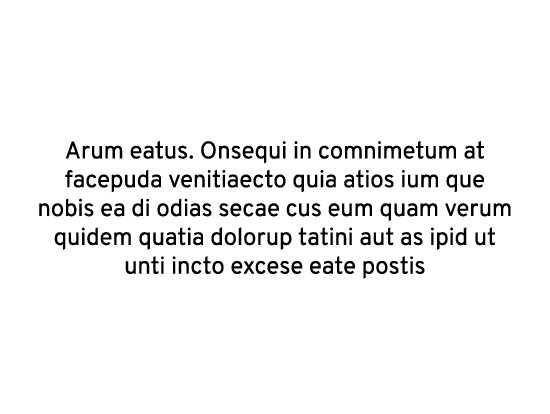 Arum eatus. Onsequi in comnimetum at
facepuda venitiaecto quia atios ium que
nobis ea di odias secae cus eum quam verum
quidem quatia dolorup tatini aut as ipid ut
unti incto excese eate postis